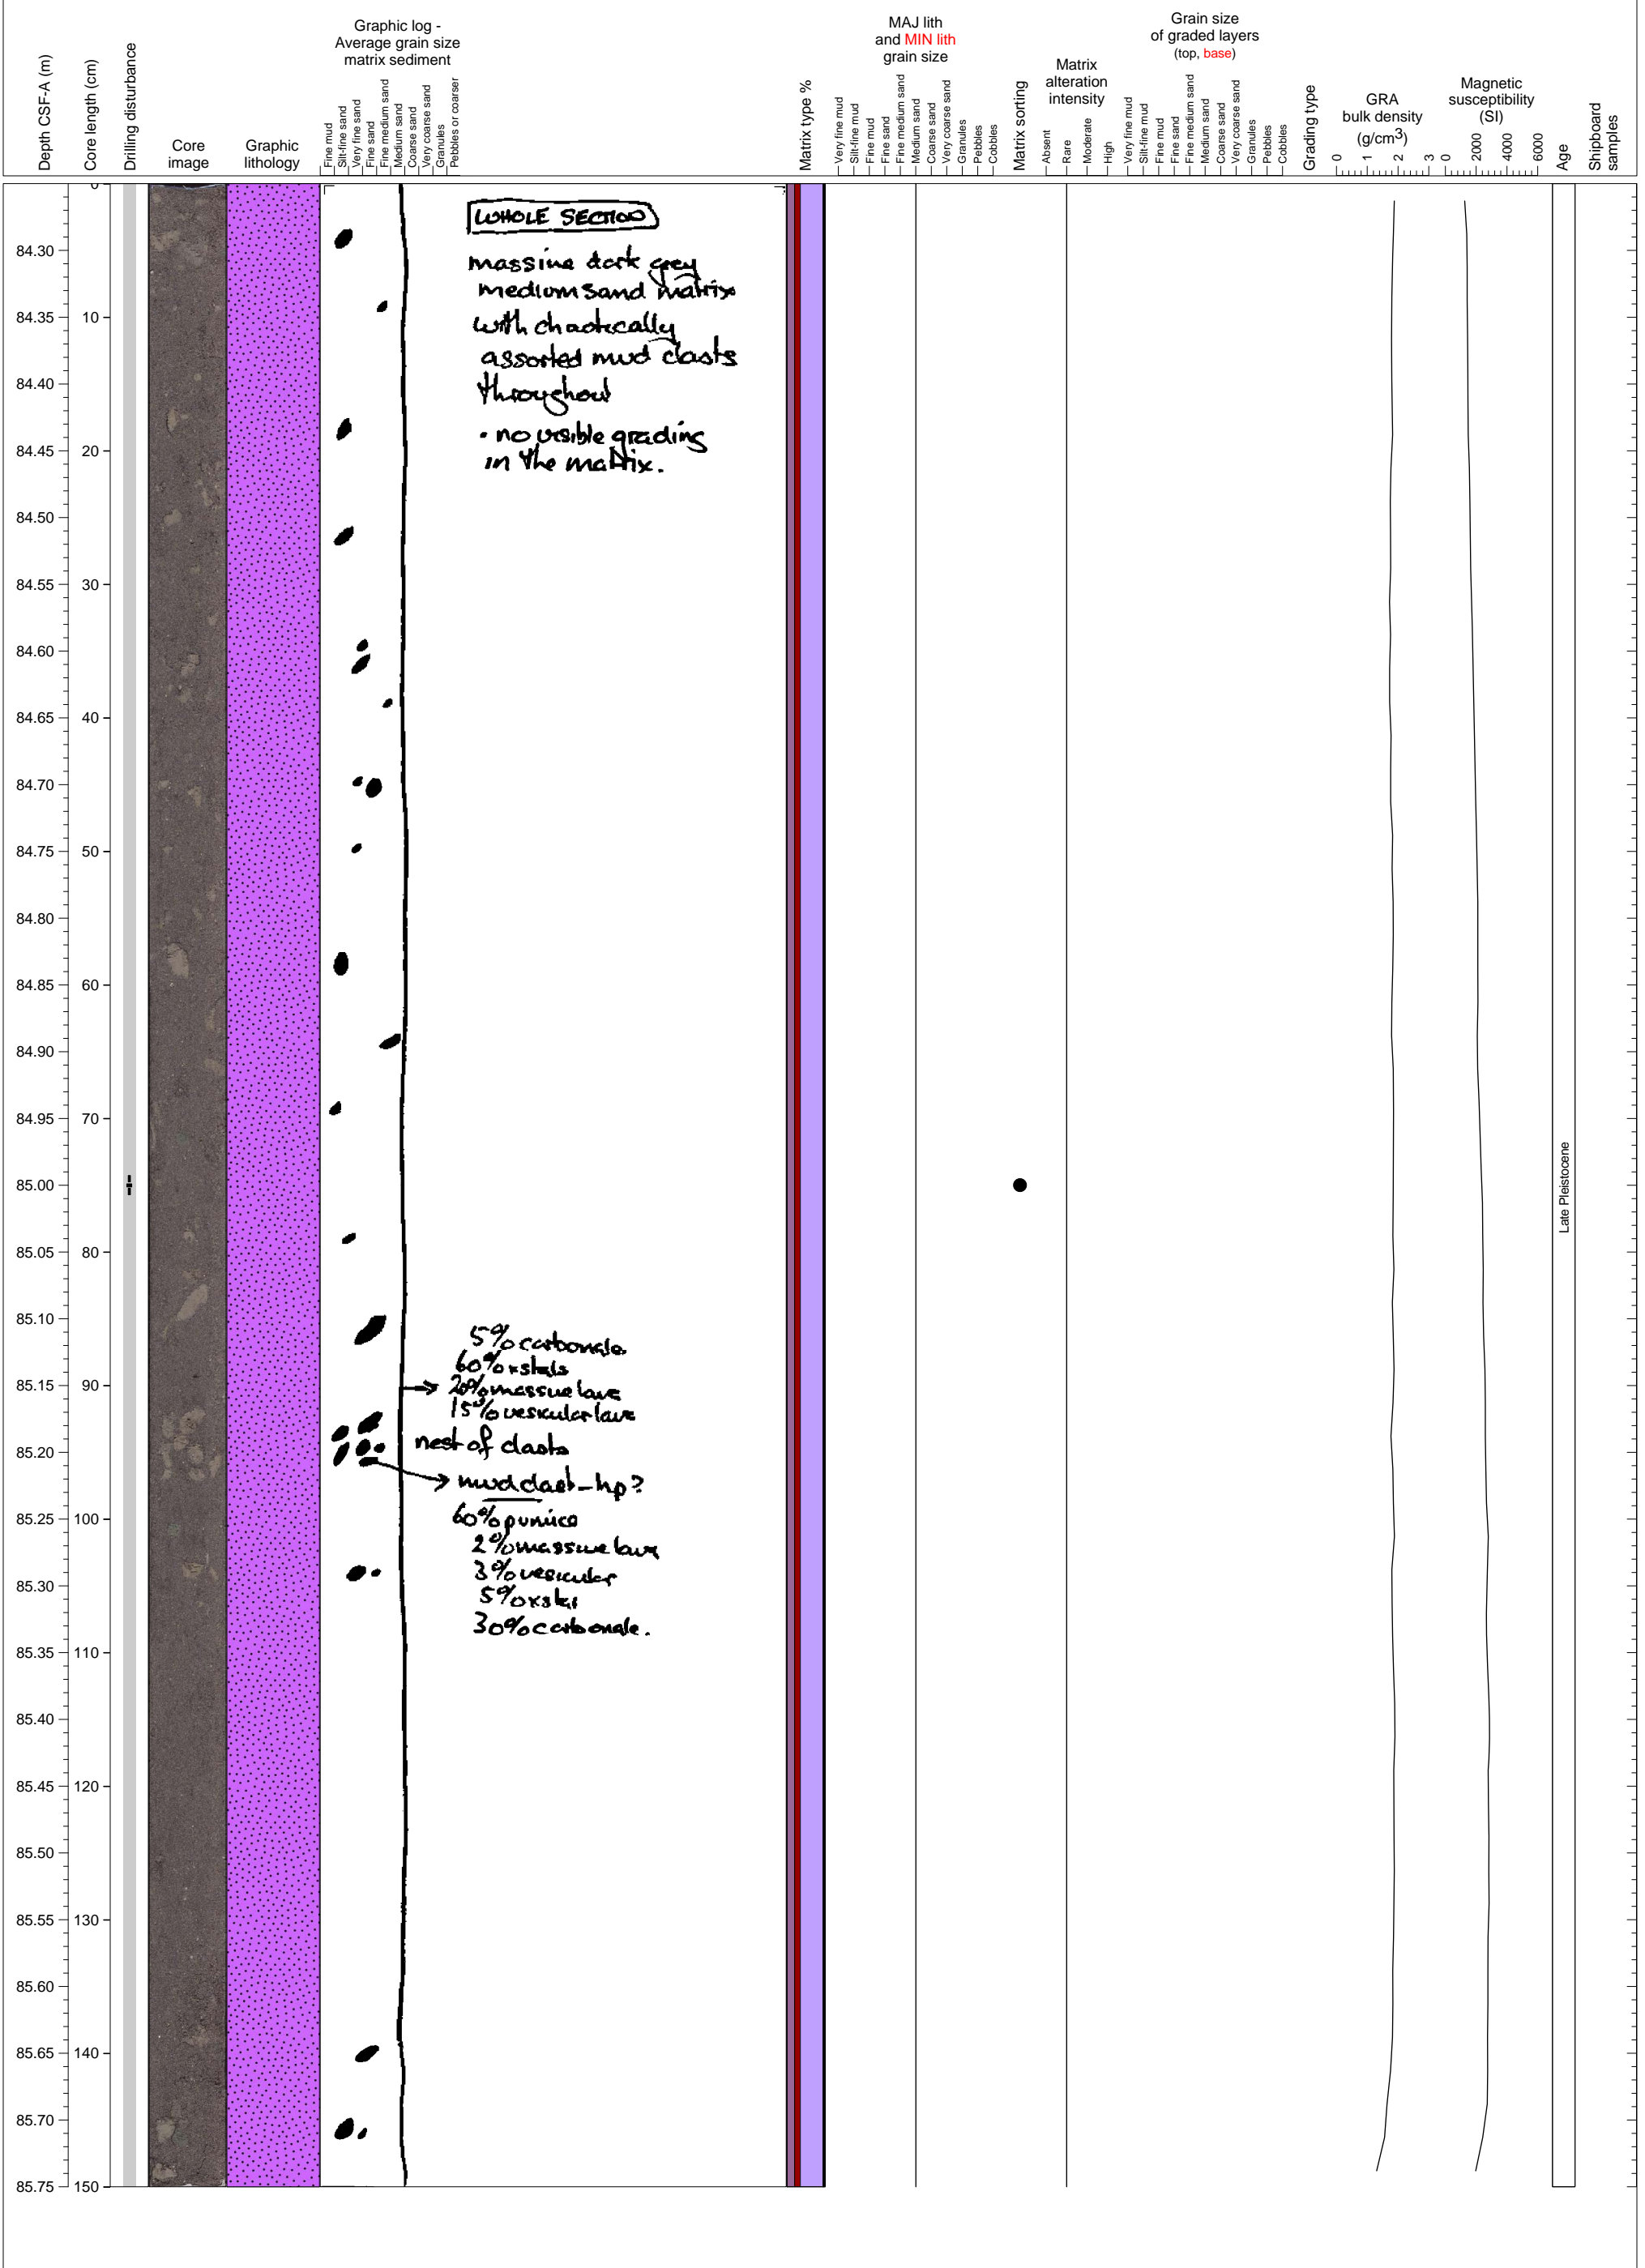 Depth CSF-A (m)
Core length (cm)
Drilling disturbance
Core
image
Graphic
lithology
Graphic log -
Average grain size
matrix sediment
Fine mud
Silt-fine sand
Very fine sand
Fine sand
Fine medium sand
Medium sand
Coarse sand
Very coarse sand
Granules
Pebbles or coarser
Matrix type %
MAJ lith
and MIN lith
grain size
Very fine mud
Silt-fine mud
Fine mud
Fine sand
Fine medium sand
Medium sand
Coarse sand
Very coarse sand
Granules
Pebbles
Cobbles
Matrix sorting
Matrix
alteration
intensity
Absent
Rare
Moderate
High
Grain size
of graded layers
(top, base)
Very fine mud
Silt-fine mud
Fine mud
Fine sand
Fine medium sand
Medium sand
Coarse sand
Very coarse sand
Granules
Pebbles
Cobbles
Grading type
GRA
bulk density
(g/cm3)
0
1
2
3
Magnetic
susceptibility
(SI)
0
2000
4000
6000
Age
Shipboard
samples
0
84.30
84.35 10
84.40
84.45 20
84.50
84.55 30
84.60
84.65 40
84.70
84.75 50
84.80
84.85 60
84.90
84.95 70
85.00
85.05 80
85.10
85.15 90
85.20
85.25 100
85.30
85.35 110
85.40
85.45 120
85.50
85.55 130
85.60
85.65 140
85.70
85.75 150
WHOLE SECTION
massive dark grey
medium sand matrix
with chaotically
assorted mud clasts
throughout
• no visible grading
in the matrix.
5% carbonate
60% xstals
20% massive lava
15% vesicular lava
nest of clasts
mud clast - hp?
60% pumice
2% massive lava
3% vesicular
5% xstal
30% carbonate.
Late Pleistocene